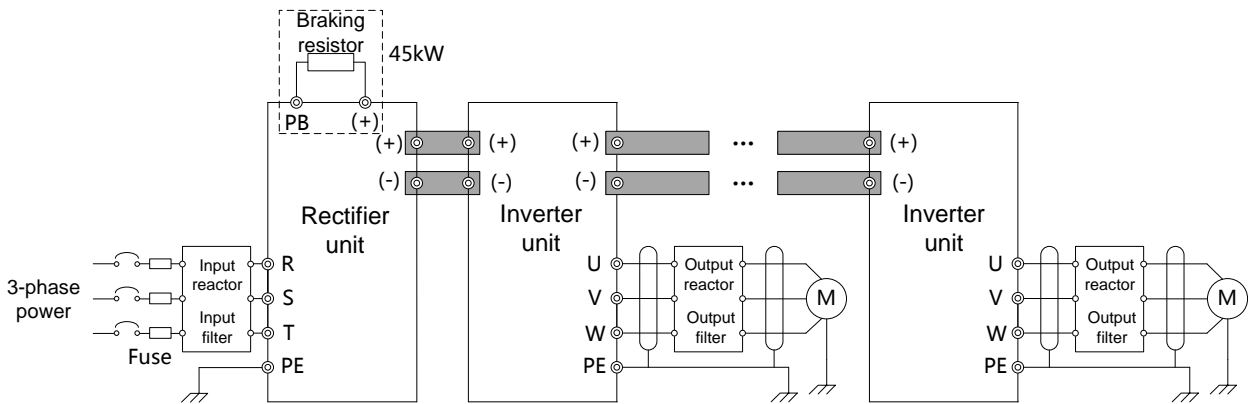 Braking
resistor
45kW
PB
(+)
(+)
(+)
(+)
...
(+)
(-)
(-)
(-)
...
(-)
Rectifier
unit
Inverter
unit
Inverter
unit
3-phase
power
Fuse
Input
reactor
Input
filter
R
S
T
PE
U
V
W
PE
Output
reactor
Output
filter
M
U
V
W
PE
Output
reactor
Output
filter
M